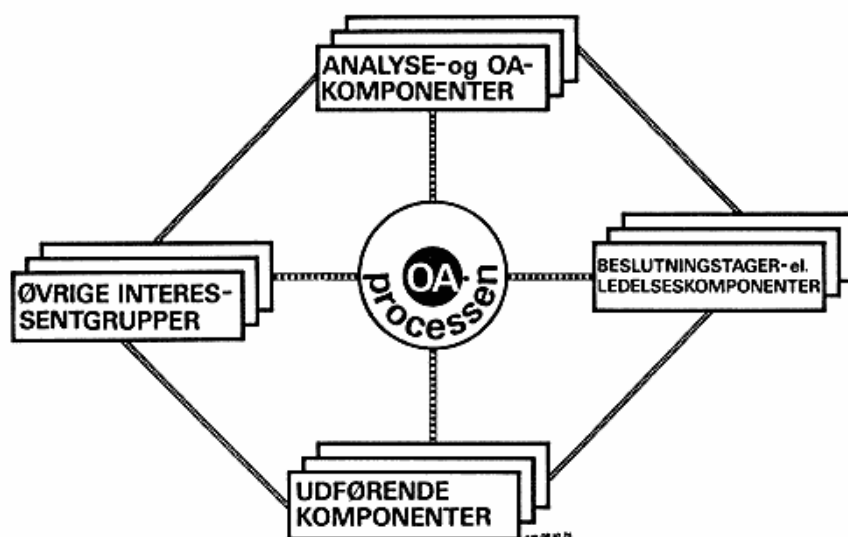 ANALYSE-og OA-
KOMPONENTER
ØVRIGE INTERES-
SENTGRUPPER
OA-
processen
BESLUTNINGSTAGER-el.
LEDELSESKOMPONENTER
UDFØRENDE
KOMPONENTER